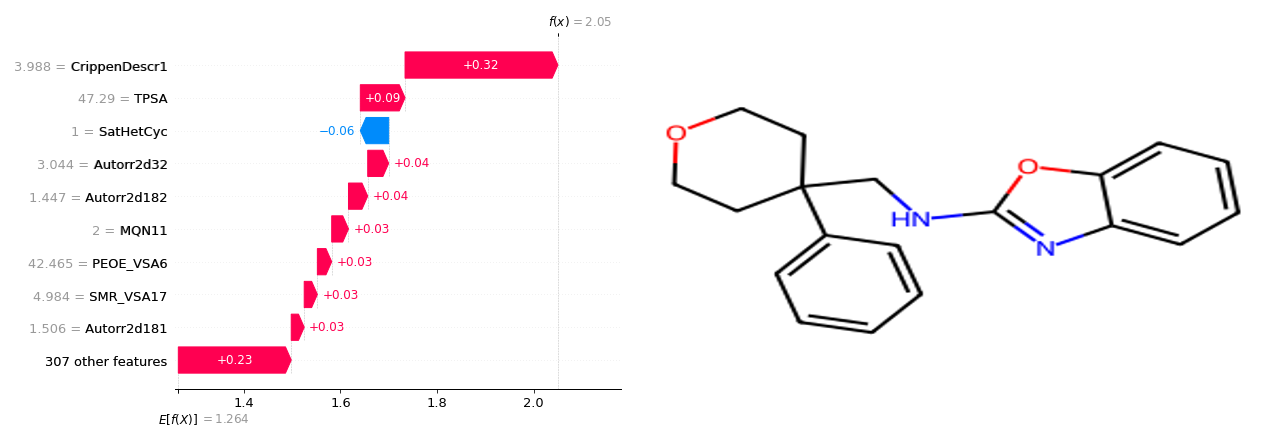 f(x) = 2.05
3.988 = CrippenDescr1 +0.32
47.29 = TPSA +0.09
1 = SatHetCyc −0.06
3.044 = Autorr2d32 +0.04
1.447 = Autorr2d182 +0.04
2 = MQN11 +0.03
42.465 = PEOE_VSA6 +0.03
4.984 = SMR_VSA17 +0.03
1.506 = Autorr2d181 +0.03
307 other features +0.23
1.4 1.6 1.8 2.0
E[f(X)] = 1.264
O
O
HN
N